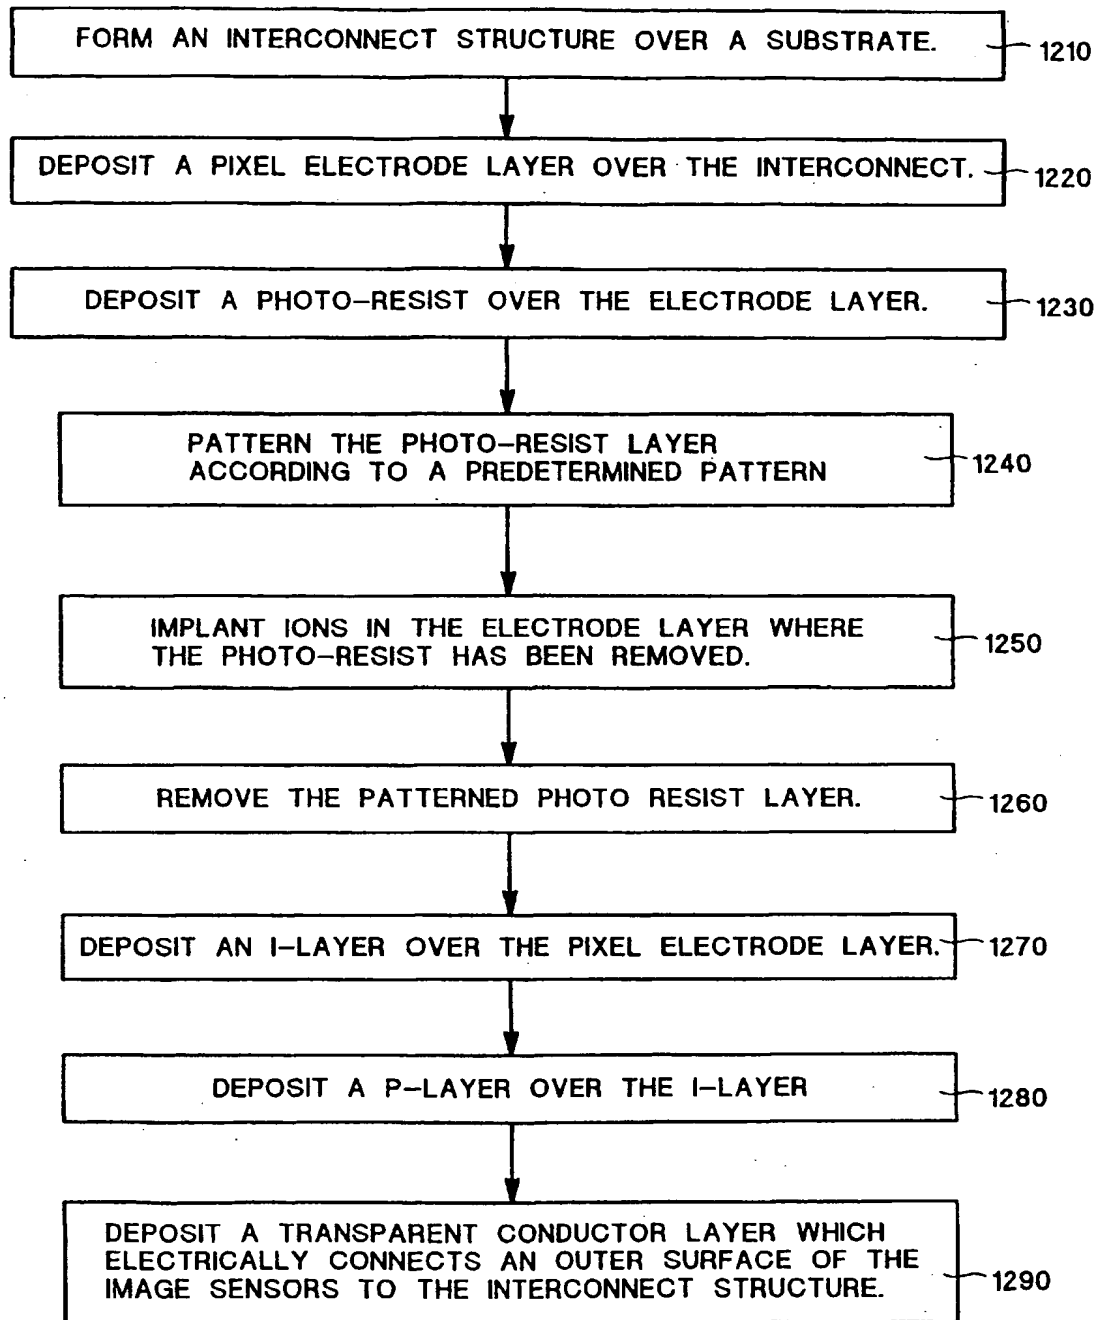 FORM AN INTERCONNECT STRUCTURE OVER A SUBSTRATE.
1210
DEPOSIT A PIXEL ELECTRODE LAYER OVER THE INTERCONNECT.
1220
DEPOSIT A PHOTO-RESIST OVER THE ELECTRODE LAYER.
1230
PATTERN THE PHOTO-RESIST LAYER
ACCORDING TO A PREDETERMINED PATTERN
1240
IMPLANT IONS IN THE ELECTRODE LAYER WHERE
THE PHOTO-RESIST HAS BEEN REMOVED.
1250
REMOVE THE PATTERNED PHOTO RESIST LAYER.
1260
DEPOSIT AN I-LAYER OVER THE PIXEL ELECTRODE LAYER.
1270
DEPOSIT A P-LAYER OVER THE I-LAYER
1280
DEPOSIT A TRANSPARENT CONDUCTOR LAYER WHICH
ELECTRICALLY CONNECTS AN OUTER SURFACE OF THE
IMAGE SENSORS TO THE INTERCONNECT STRUCTURE.
1290